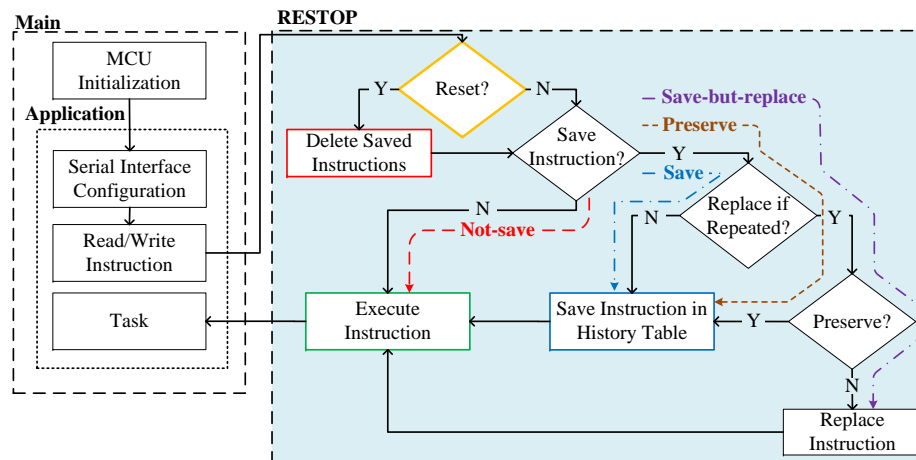 Main
MCU
Initialization
Application
Serial Interface
Configuration
Read/Write
Instruction
Task
RESTOP
Reset?
Y
N
Delete Saved
Instructions
Save
Instruction?
Y
N
Save-but-replace
Preserve
Save
Not-save
Replace if
Repeated?
N
Y
Execute
Instruction
Save Instruction in
History Table
Y
Preserve?
N
Replace
Instruction